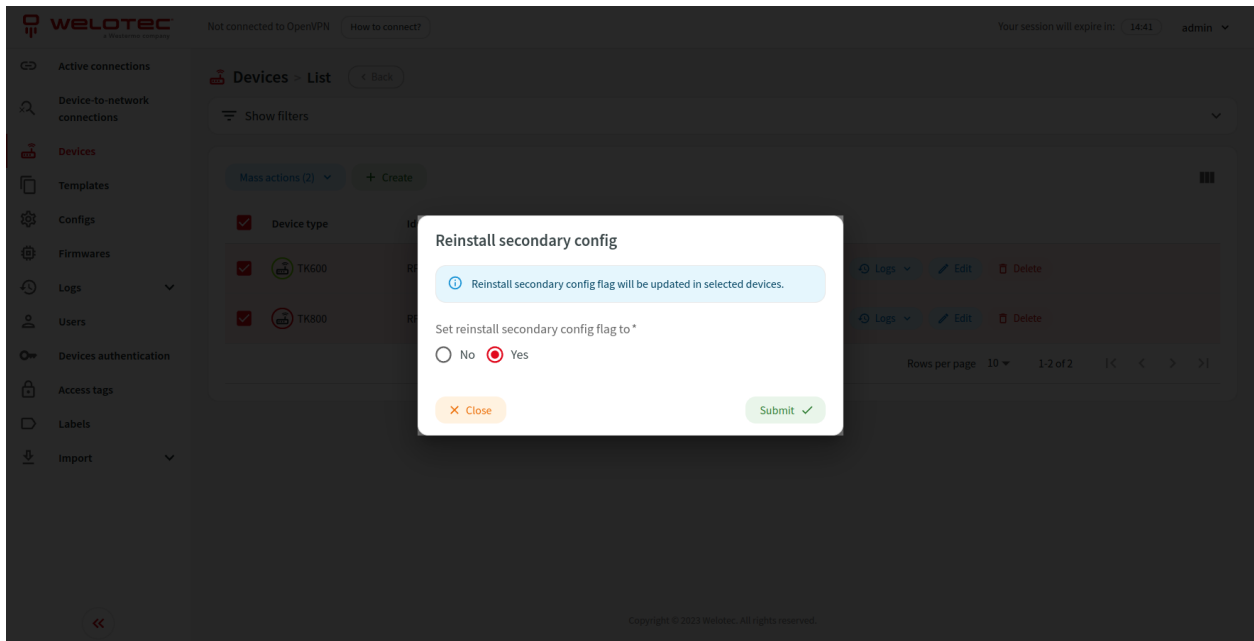 WELOTEC
Not connected to OpenVPN
How to connect?
Your session will expire in:
14:41
admin
Active connections
Device-to-network
connections
Devices
Templates
Configs
Firmwares
Logs
Users
Devices authentication
Access tags
Labels
Import
Devices > List
Back
Show filters
Mass actions (2)
+ Create
Device type
TK600
Logs
Edit
Delete
TK800
Logs
Edit
Delete
Rows per page 10
1-2 of 2
Reinstall secondary config
Reinstall secondary config flag will be updated in selected devices.
Set reinstall secondary config flag to*
No
Yes
Close
Submit
Copyright © 2023 Welotec. All rights reserved.